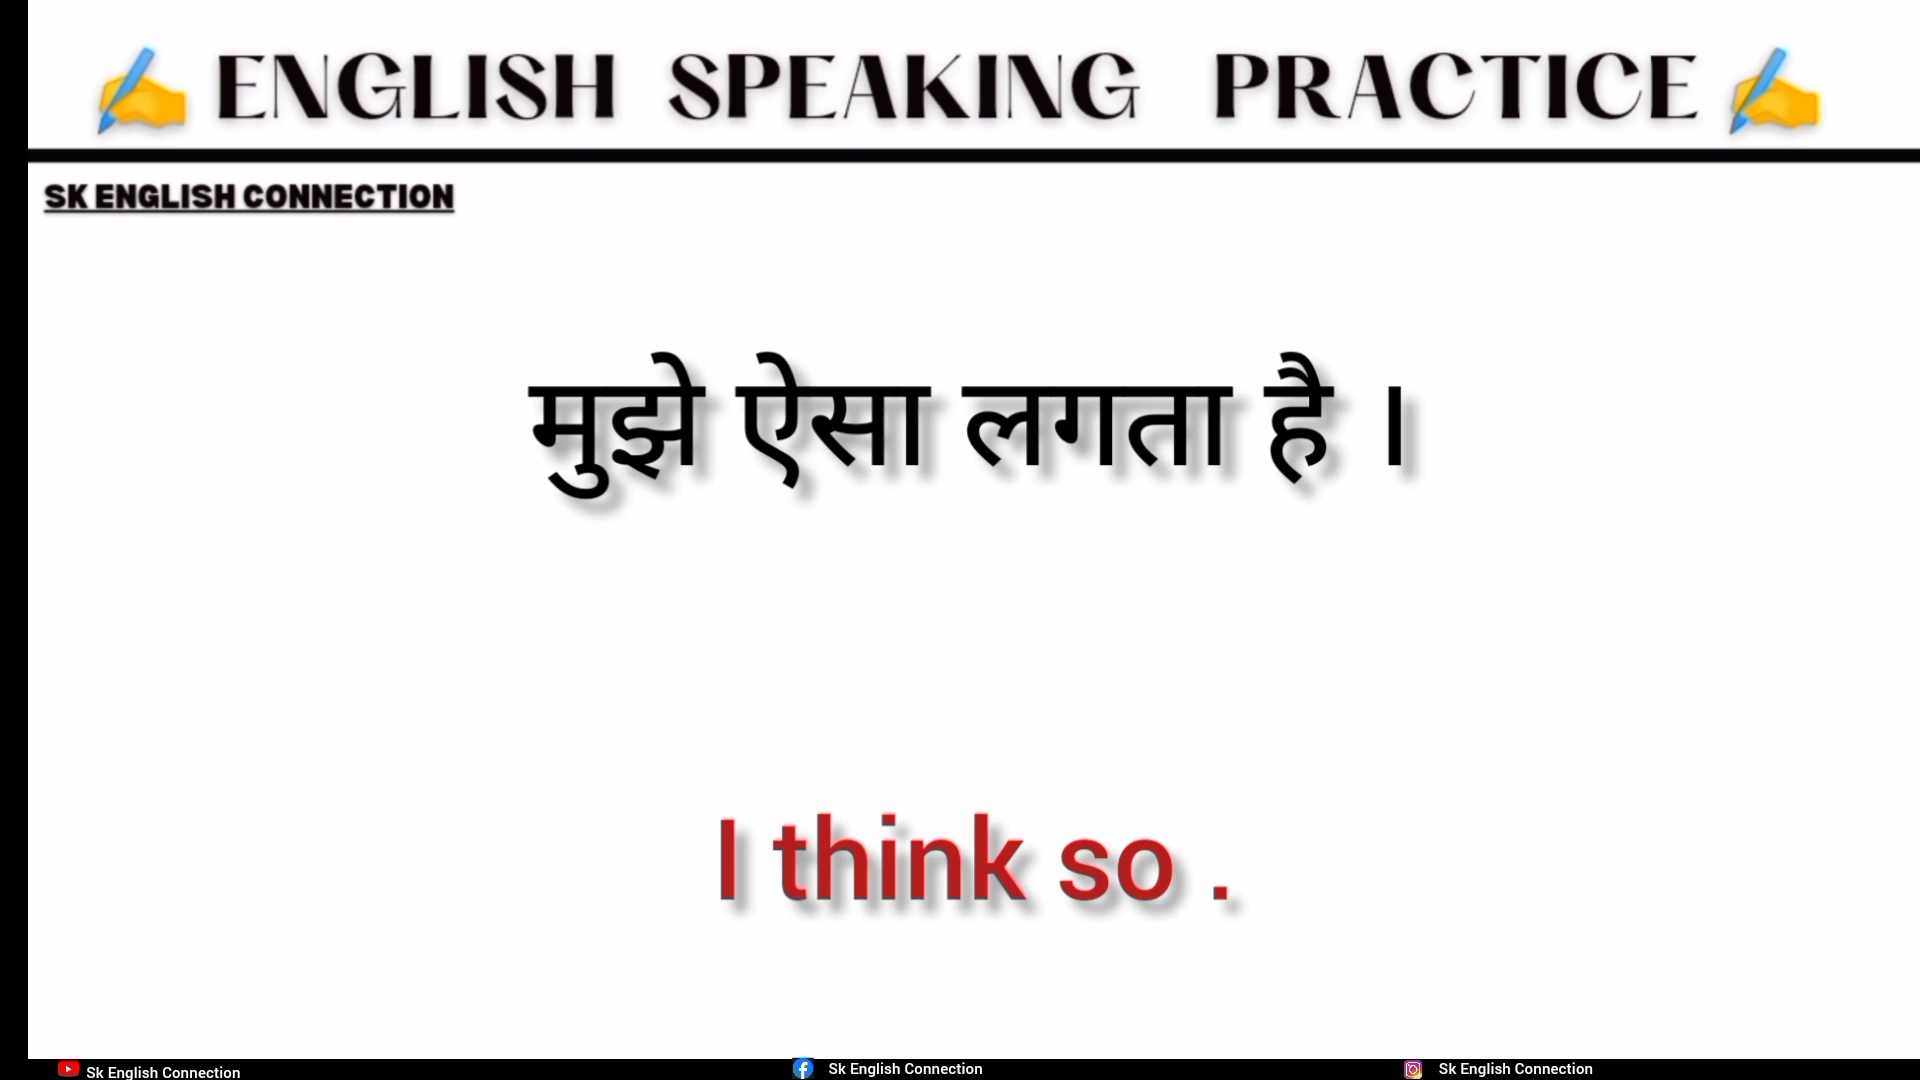 ✍️ ENGLISH SPEAKING PRACTICE ✍️
SK ENGLISH CONNECTION
मुझे ऐसा लगता है ।
I think so .
Sk English Connection Sk English Connection Sk English Connection